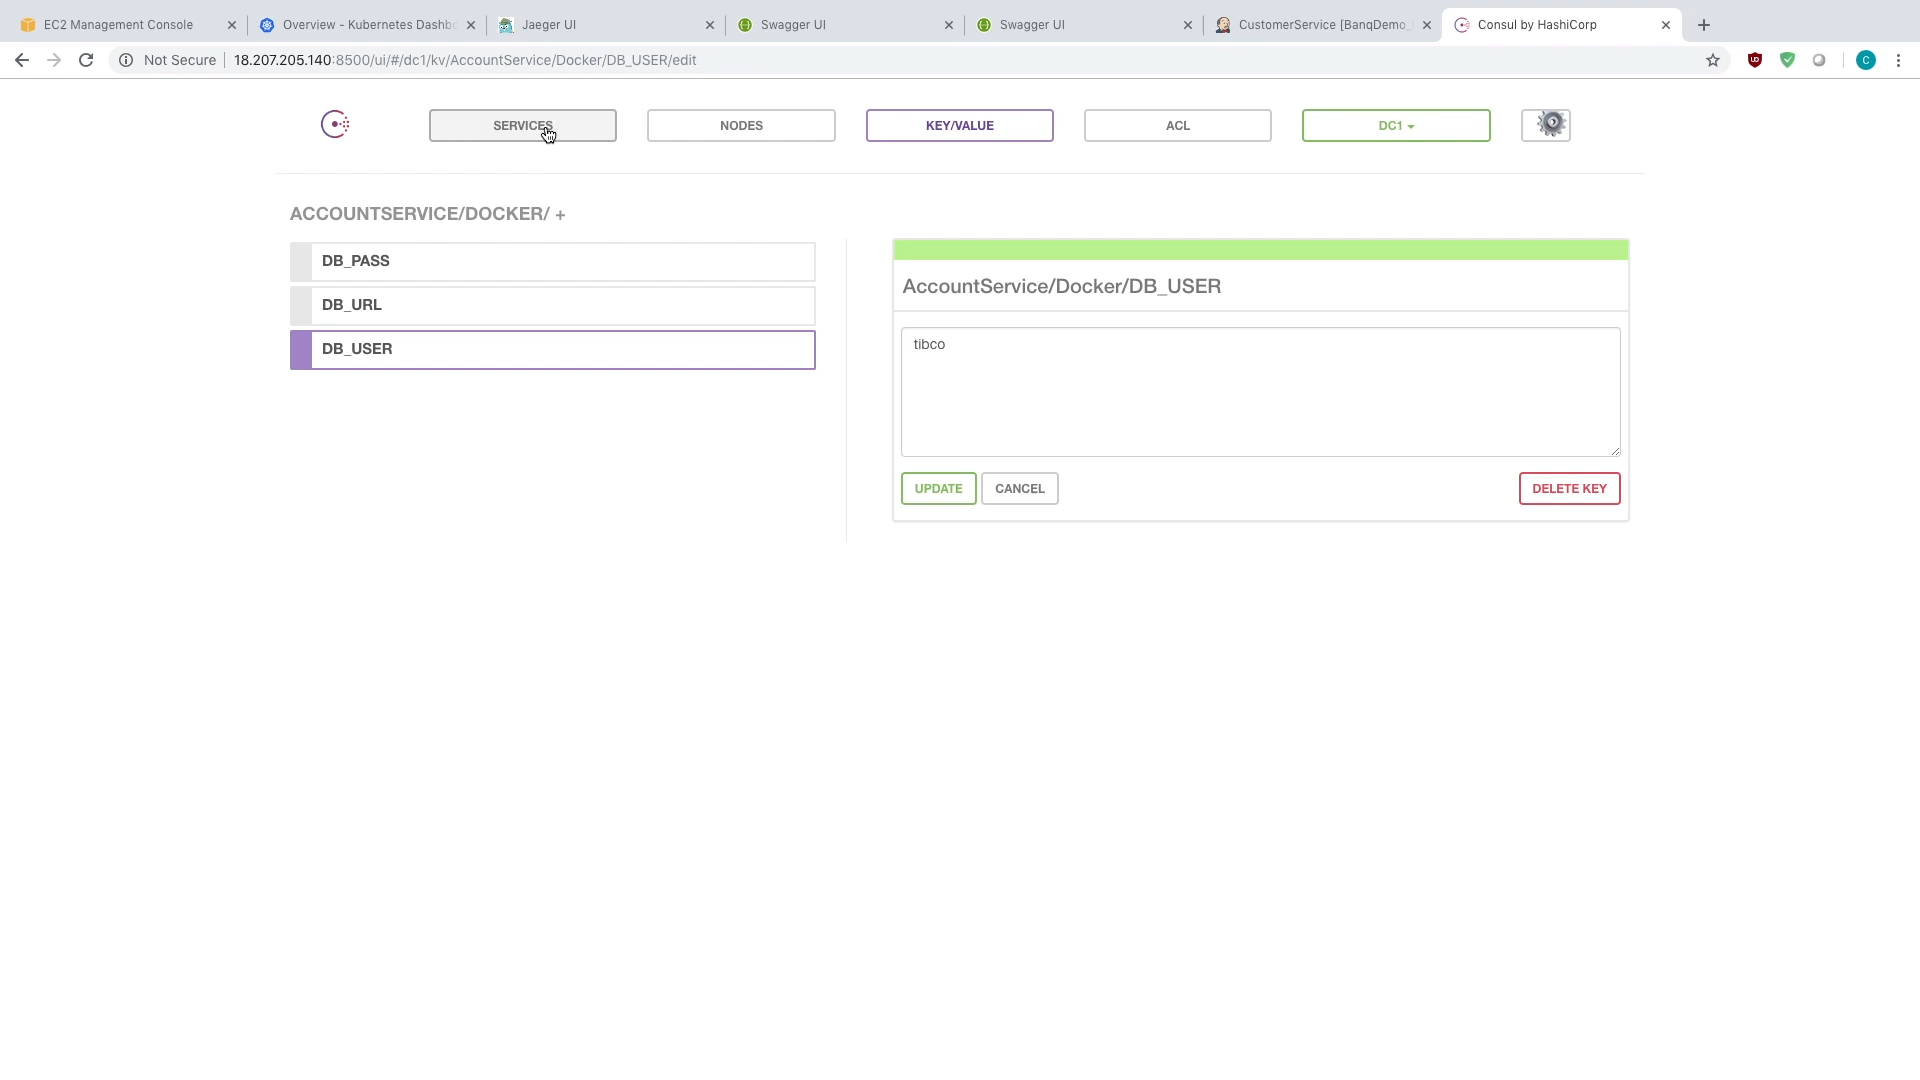 EC2 Management Console
Overview - Kubernetes Dashbo
Jaeger UI
Swagger UI
Swagger UI
CustomerService [BanqDemo_
Consul by HashiCorp
Not Secure
18.207.205.140:8500/ui/#/dc1/kv/AccountService/Docker/DB_USER/edit
C
SERVICES
NODES
KEY/VALUE
ACL
DC1
ACCOUNTSERVICE/DOCKER/ +
DB_PASS
DB_URL
DB_USER
AccountService/Docker/DB_USER
tibco
UPDATE
CANCEL
DELETE KEY